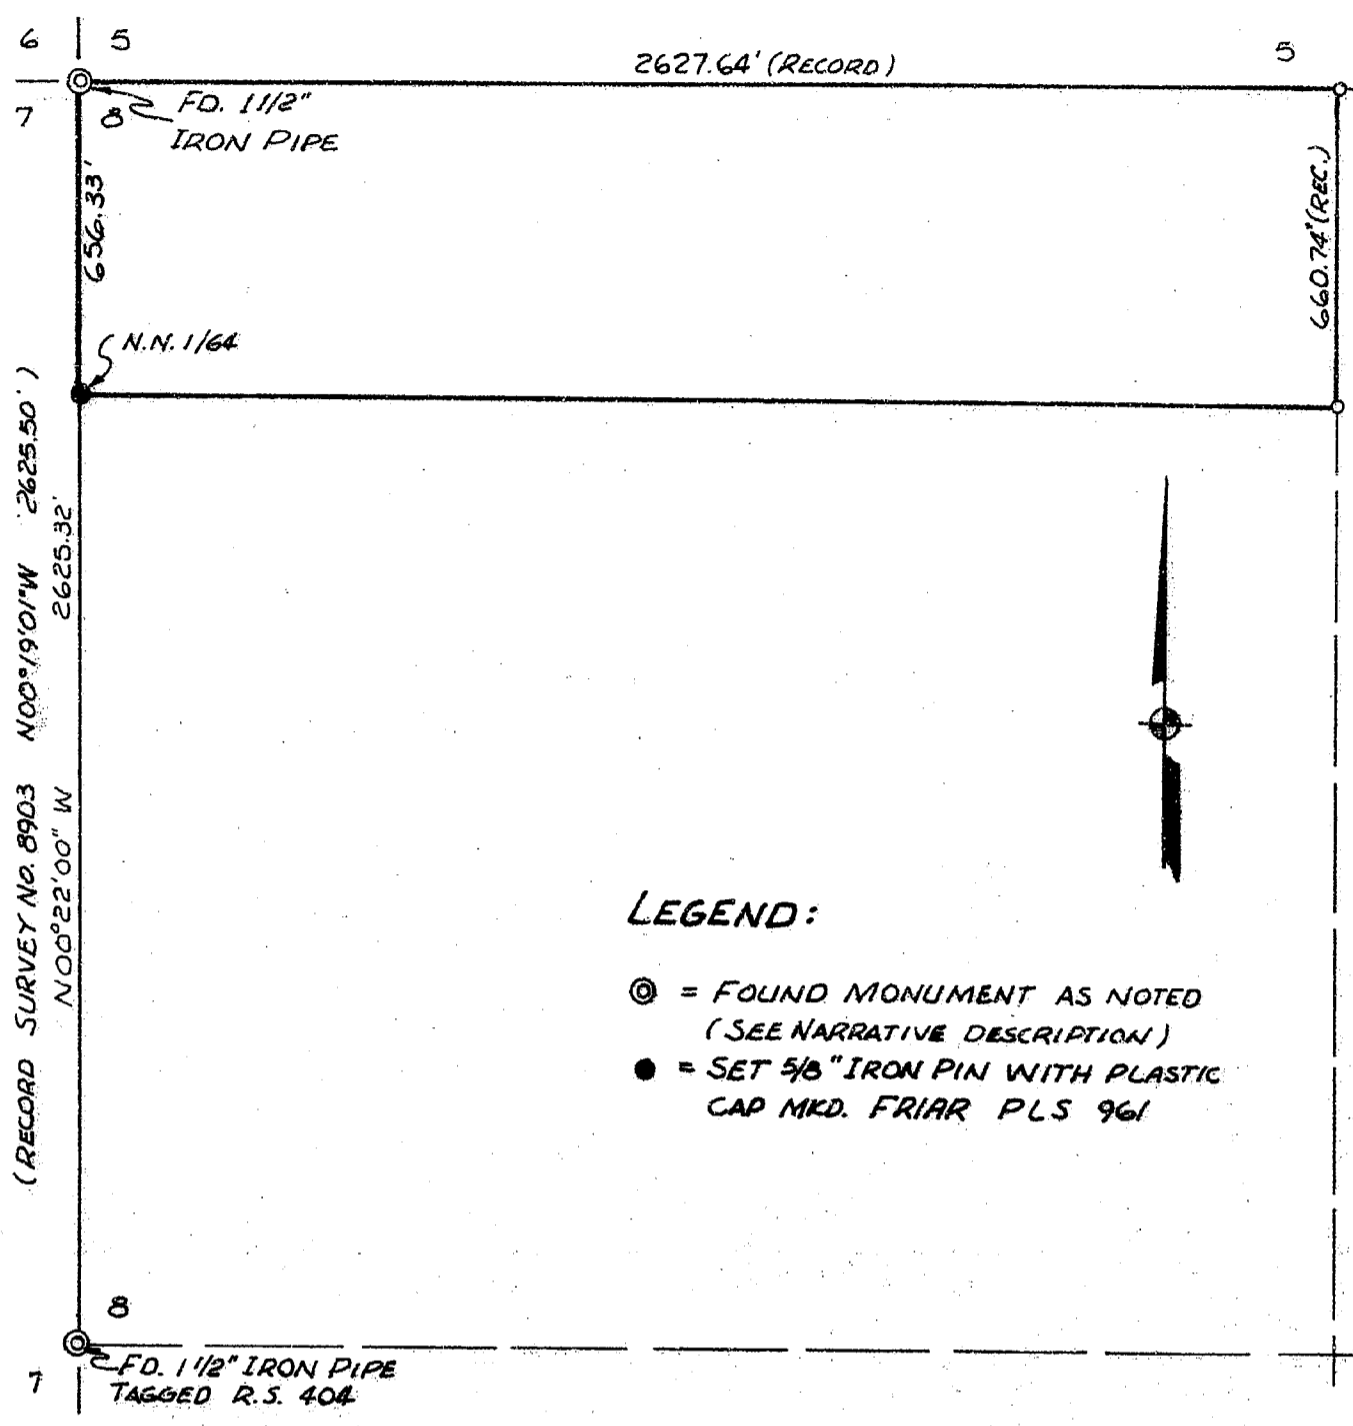 6 5
2627.64' (RECORD)
5
7 8
FD. 1 1/2"
IRON PIPE
656.33'
660.74' (REC.)
N.N. 1/64
(RECORD SURVEY NO. 8903 N00°19'01"W 2625.50')
N00°22'00" W 2625.32'
LEGEND:
= FOUND MONUMENT AS NOTED
(SEE NARRATIVE DESCRIPTION)
= SET 5/8" IRON PIN WITH PLASTIC
CAP MKD. FRIAR PLS 961
8
7
FD. 1 1/2" IRON PIPE
TAGGED R.S. 404